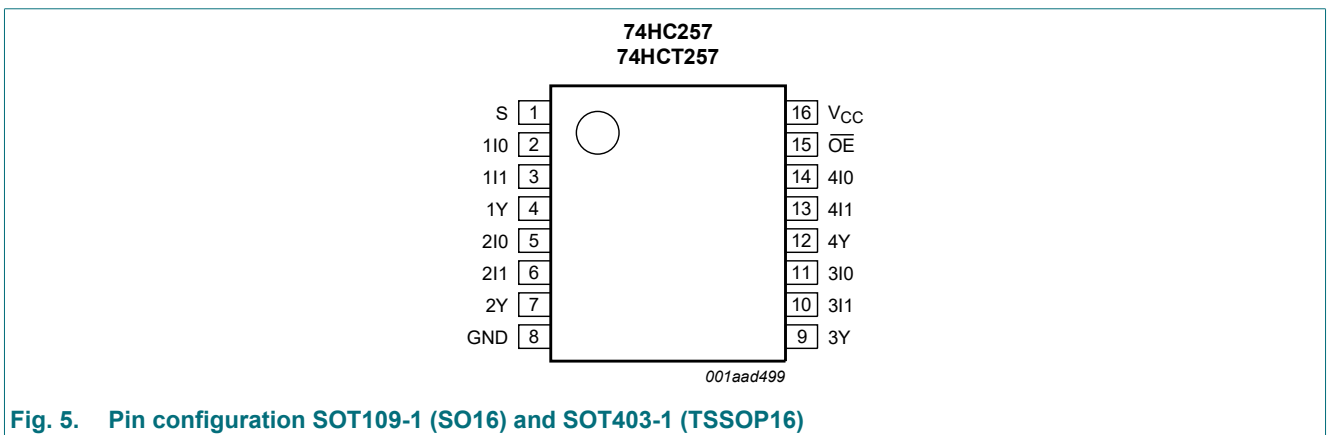 74HC257
74HCT257
S 1 16 VCC
1I0 2 15 OE
1I1 3 14 4I0
1Y 4 13 4I1
2I0 5 12 4Y
2I1 6 11 3I0
2Y 7 10 3I1
GND 8 9 3Y
001aad499
Fig. 5. Pin configuration SOT109-1 (SO16) and SOT403-1 (TSSOP16)